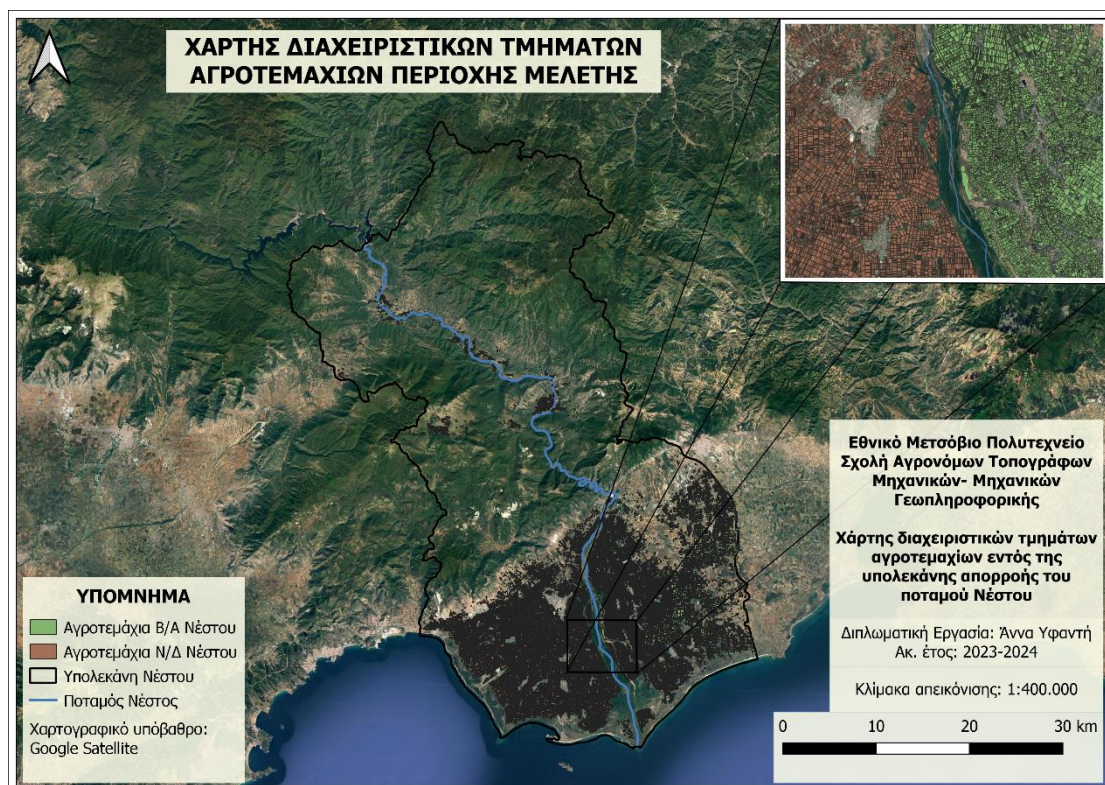 ΧΑΡΤΗΣ ΔΙΑΧΕΙΡΙΣΤΙΚΩΝ ΤΜΗΜΑΤΩΝ
ΑΓΡΟΤΕΜΑΧΙΩΝ ΠΕΡΙΟΧΗΣ ΜΕΛΕΤΗΣ
Εθνικό Μετσόβιο Πολυτεχνείο
Σχολή Αγρονόμων Τοπογράφων
Μηχανικών- Μηχανικών
Γεωπληροφορικής
Χάρτης διαχειριστικών τμημάτων
αγροτεμαχίων εντός της
υπολεκάνης απορροής του
ποταμού Νέστου
Διπλωματική Εργασία: Άννα Υφαντή
Ακ. έτος: 2023-2024
Κλίμακα απεικόνισης: 1:400.000
0 10 20 30 km
ΥΠΟΜΝΗΜΑ
Αγροτεμάχια Β/Α Νέστου
Αγροτεμάχια Ν/Δ Νέστου
Υπολεκάνη Νέστου
Ποταμός Νέστος
Χαρτογραφικό υπόβαθρο:
Google Satellite